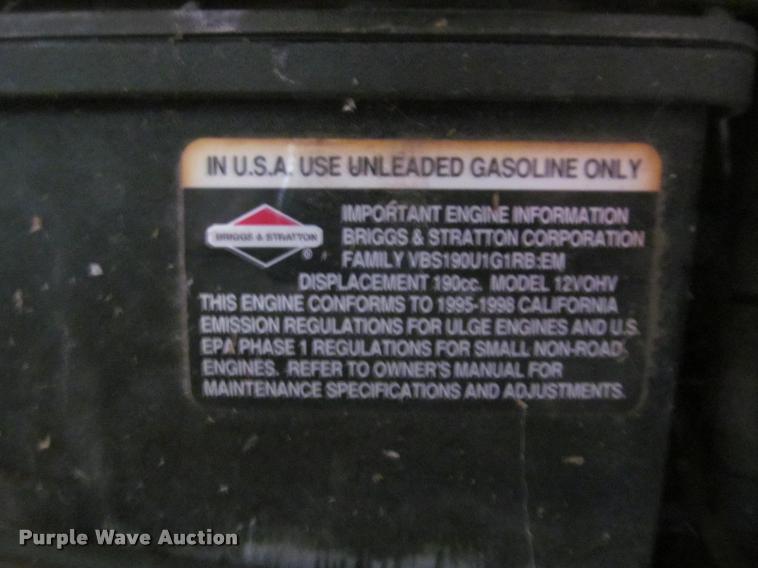 IN U.S.A. USE UNLEADED GASOLINE ONLY
BRIGGS & STRATTON
®
IMPORTANT ENGINE INFORMATION
BRIGGS & STRATTON CORPORATION
FAMILY VBS190U1G1RB:EM
DISPLACEMENT 190cc. MODEL 12VOHV
THIS ENGINE CONFORMS TO 1995-1998 CALIFORNIA
EMISSION REGULATIONS FOR ULGE ENGINES AND U.S.
EPA PHASE 1 REGULATIONS FOR SMALL NON-ROAD
ENGINES. REFER TO OWNER'S MANUAL FOR
MAINTENANCE SPECIFICATIONS AND ADJUSTMENTS.
Purple Wave Auction